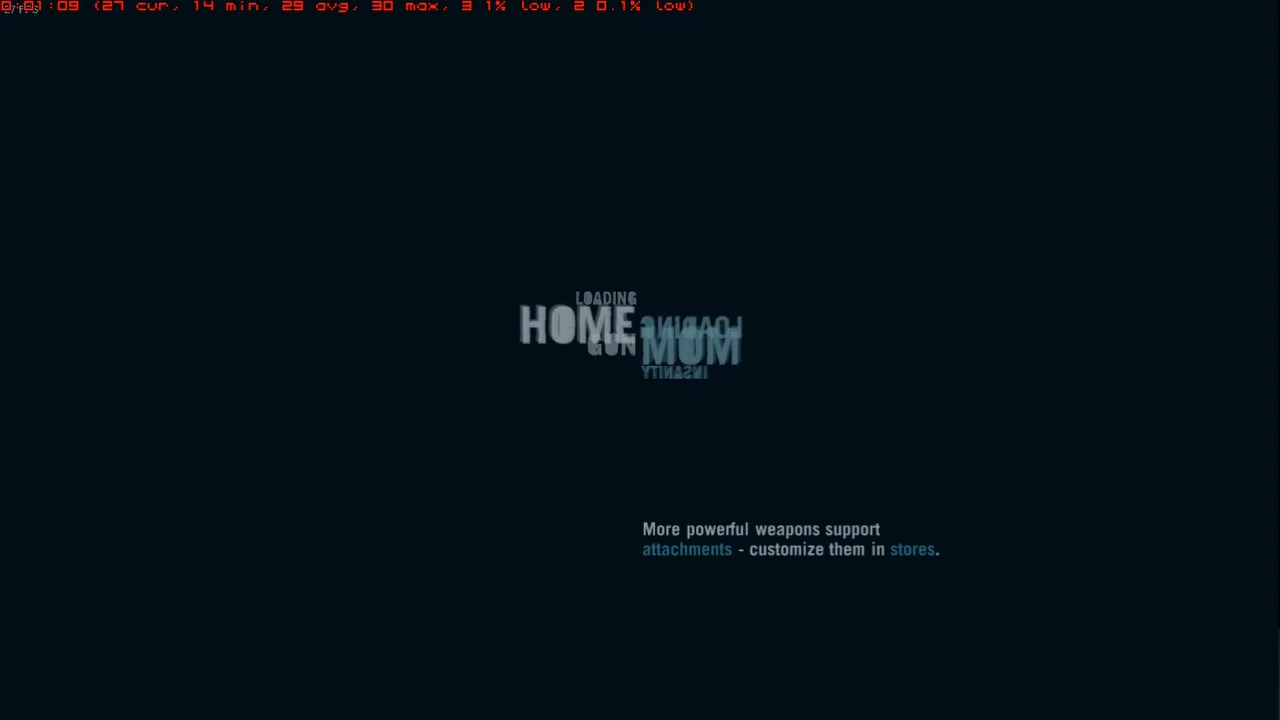 0:01:09 (27 cur, 14 min, 29 avg, 30 max, 3 1% low, 2 0.1% low)
LOADING
HOME
GUN
LOADING
MOM
INSANITY
More powerful weapons support
attachments - customize them in stores.